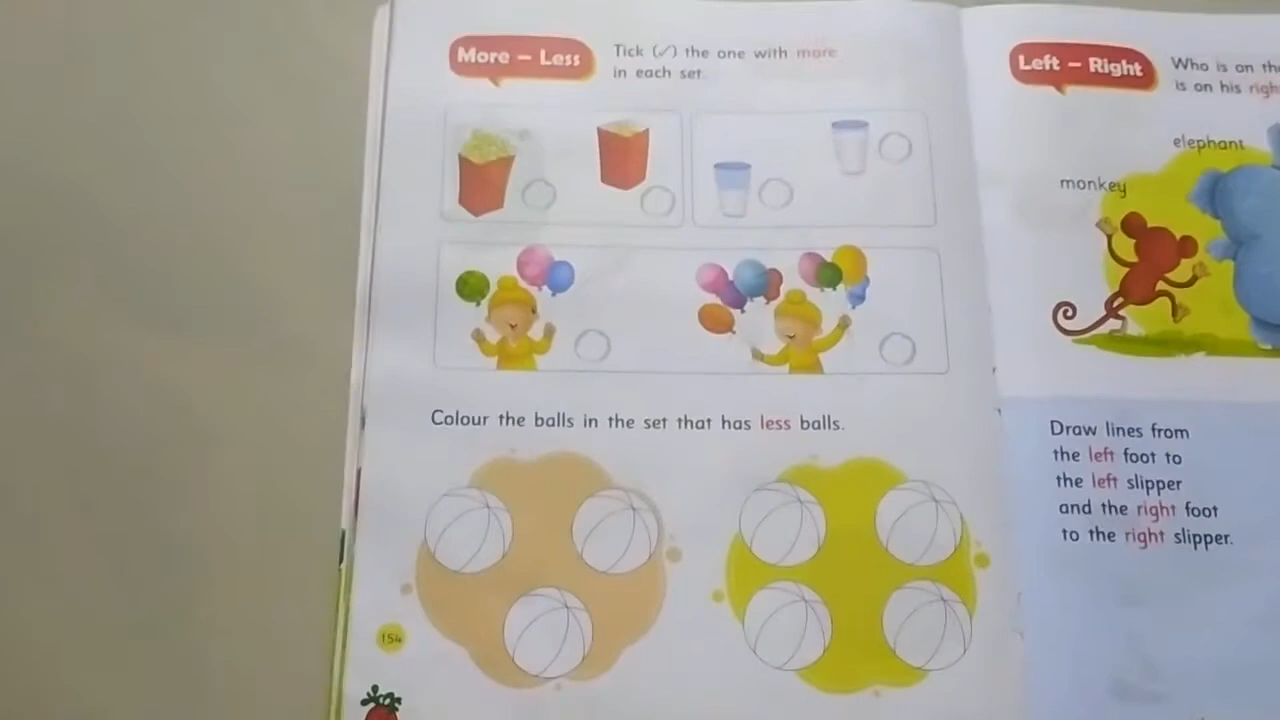 More – Less
Tick (✓) the one with more
in each set.
Colour the balls in the set that has less balls.
154
Left – Right
Who is on the
is on his righ
elephant
monkey
Draw lines from
the left foot to
the left slipper
and the right foot
to the right slipper.